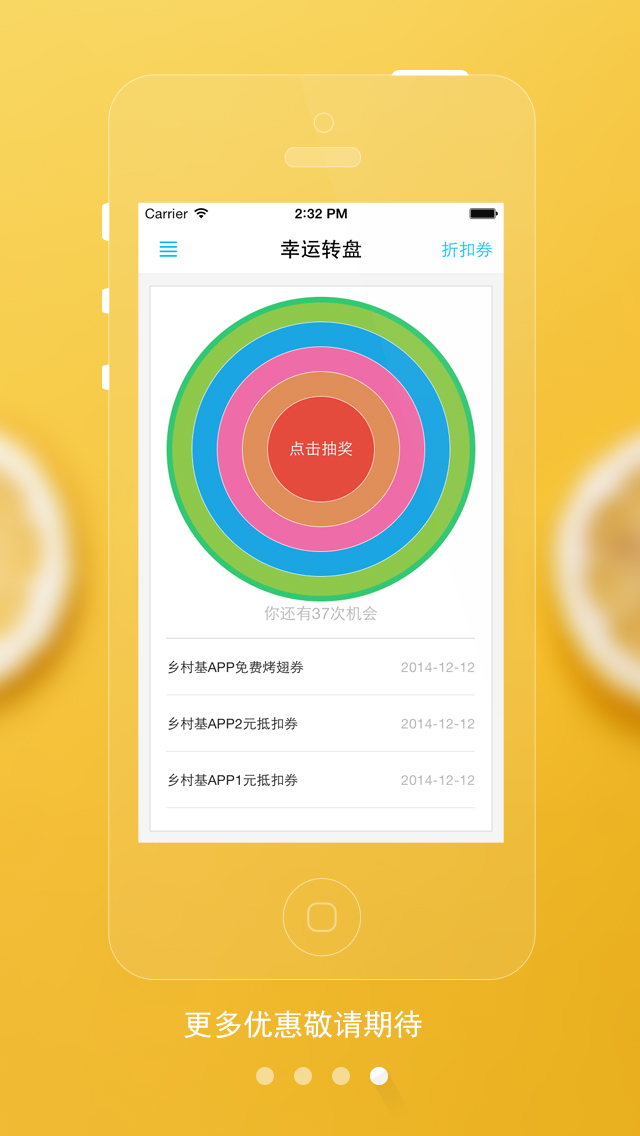 Carrier 2:32 PM
幸运转盘 折扣券
点击抽奖
你还有37次机会
乡村基APP免费烤翅券 2014-12-12
乡村基APP2元抵扣券 2014-12-12
乡村基APP1元抵扣券 2014-12-12
更多优惠敬请期待